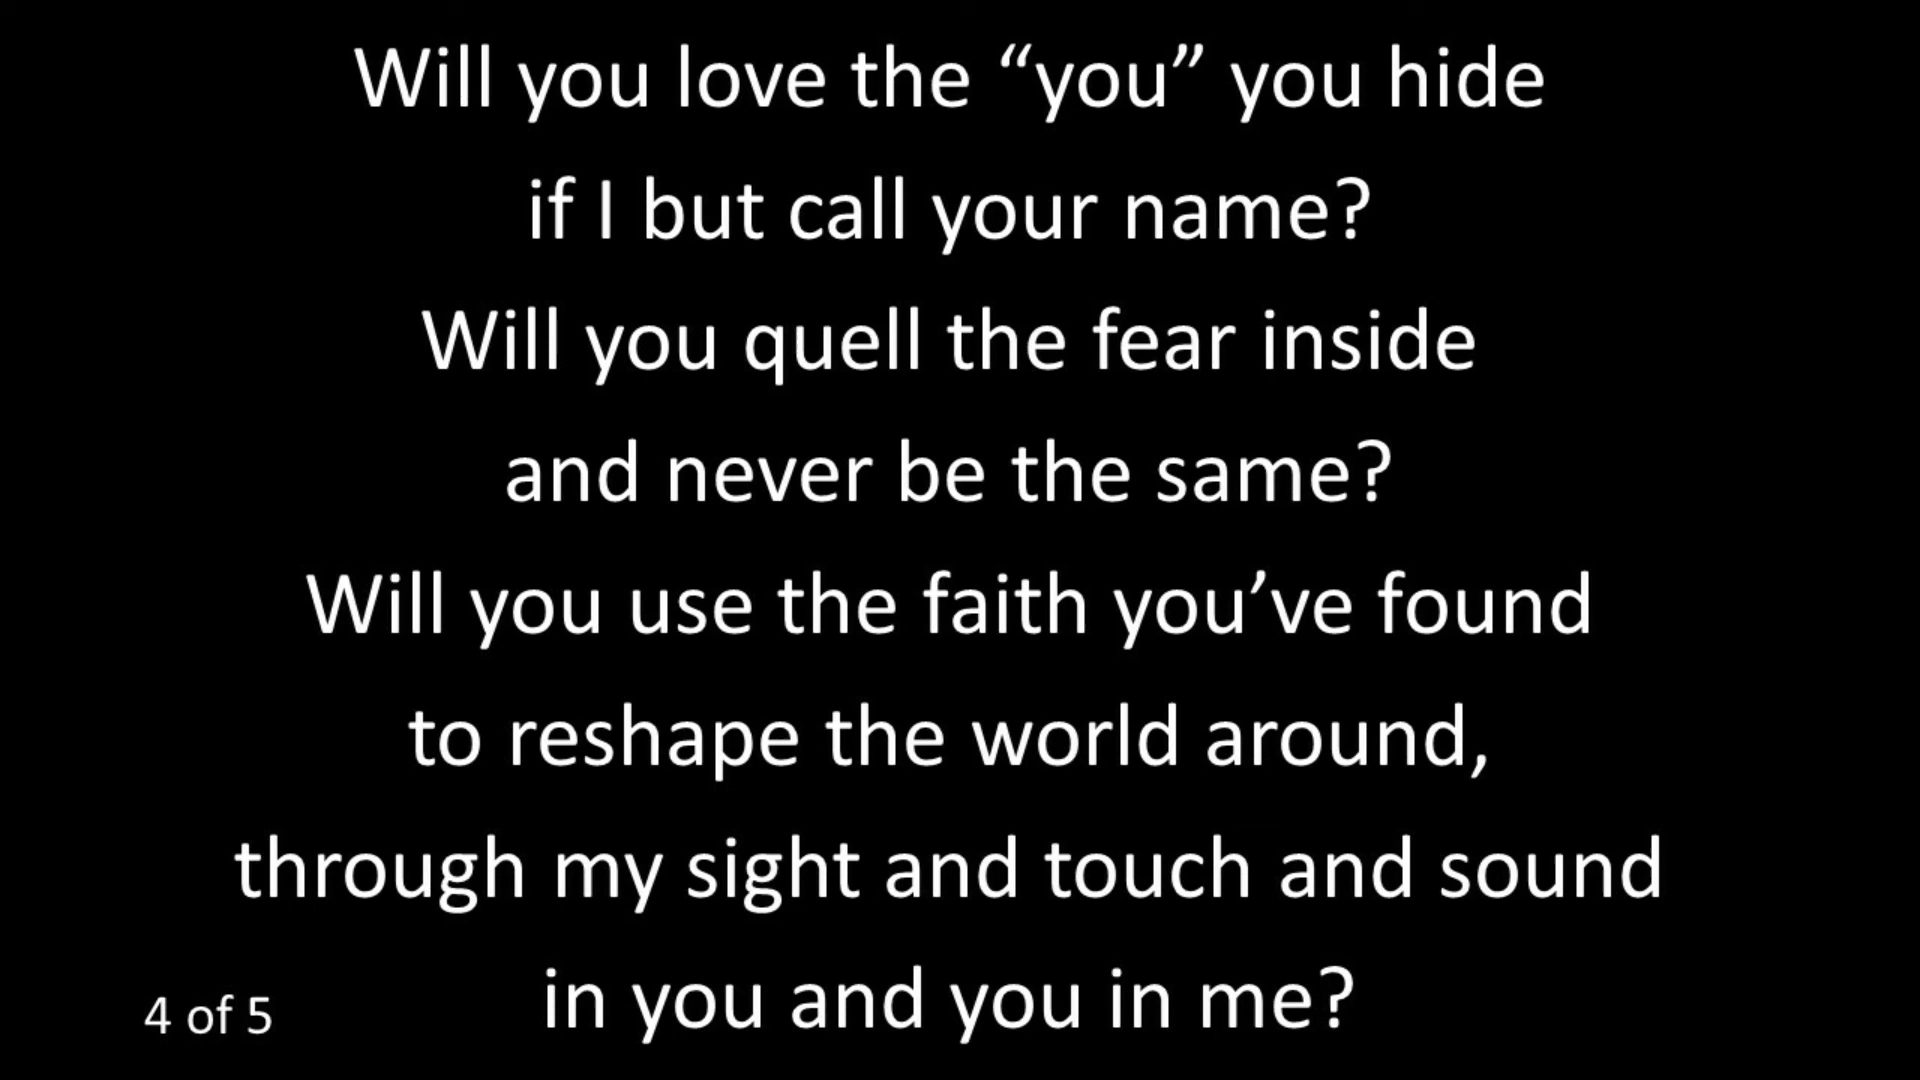 Will you love the “you” you hide
if I but call your name?
Will you quell the fear inside
and never be the same?
Will you use the faith you’ve found
to reshape the world around,
through my sight and touch and sound
in you and you in me?
4 of 5